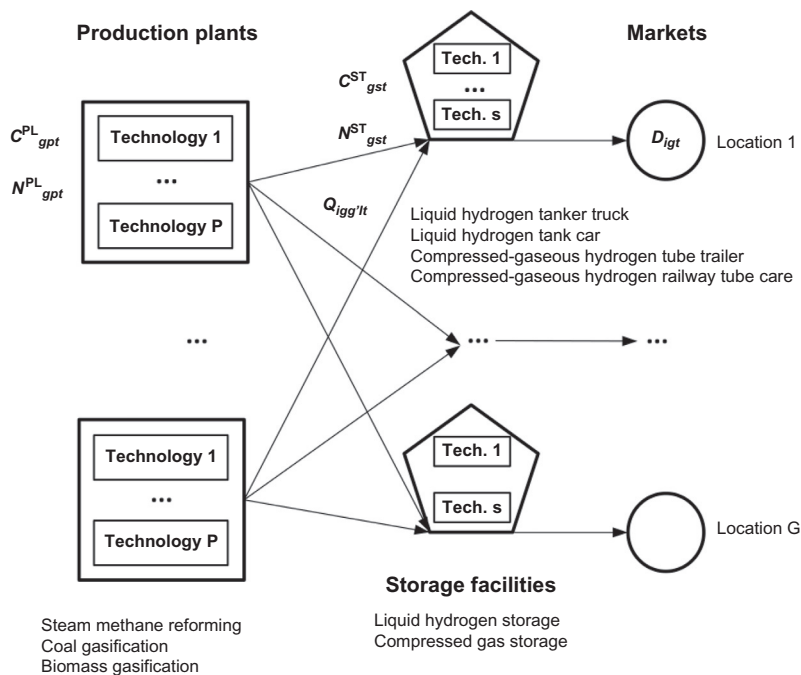 Production plants
Markets
Tech. 1
...
Tech. s
C^ST_gst
N^ST_gst
C^PL_gpt
N^PL_gpt
Technology 1
...
Technology P
D_igt
Location 1
Q_igg'lt
Liquid hydrogen tanker truck
Liquid hydrogen tank car
Compressed-gaseous hydrogen tube trailer
Compressed-gaseous hydrogen railway tube care
...
...
...
Technology 1
...
Technology P
Tech. 1
Tech. s
Location G
Storage facilities
Steam methane reforming
Coal gasification
Biomass gasification
Liquid hydrogen storage
Compressed gas storage